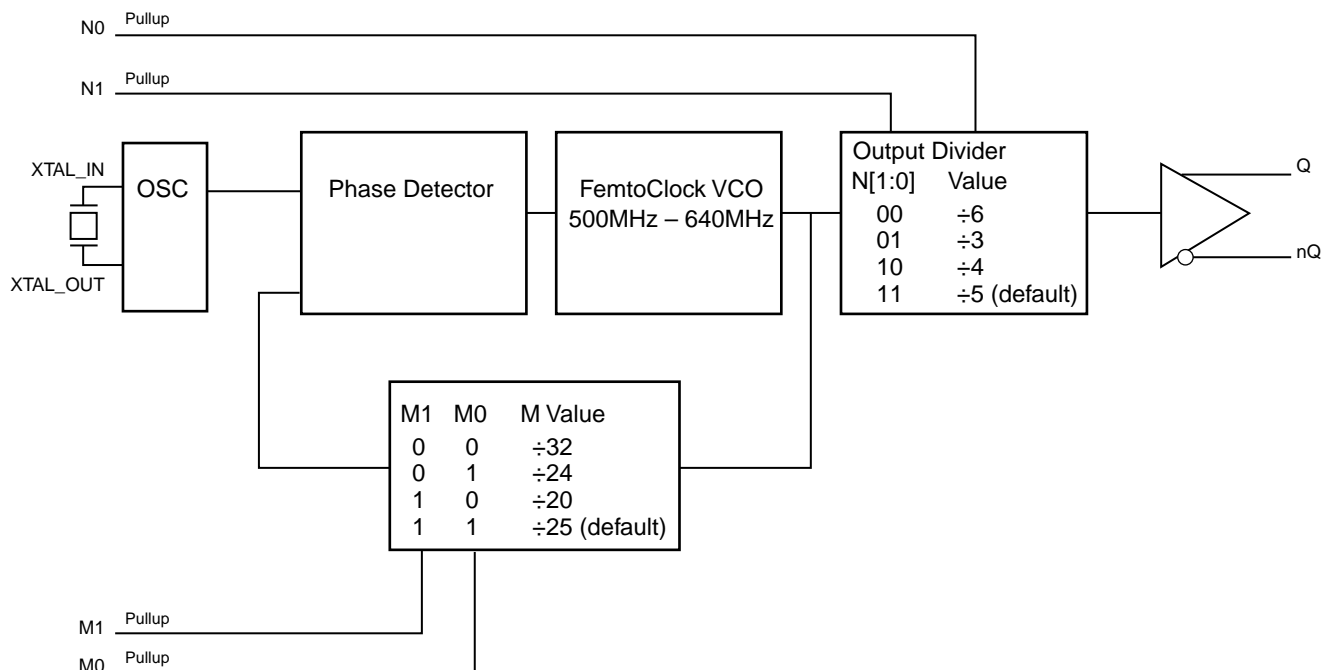 N0 Pullup
N1 Pullup
XTAL_IN
XTAL_OUT
OSC
Phase Detector
FemtoClock VCO
500MHz – 640MHz
Output Divider
N[1:0] Value
00 ÷6
01 ÷3
10 ÷4
11 ÷5 (default)
Q
nQ
M1 M0 M Value
0 0 ÷32
0 1 ÷24
1 0 ÷20
1 1 ÷25 (default)
M1 Pullup
M0 Pullup